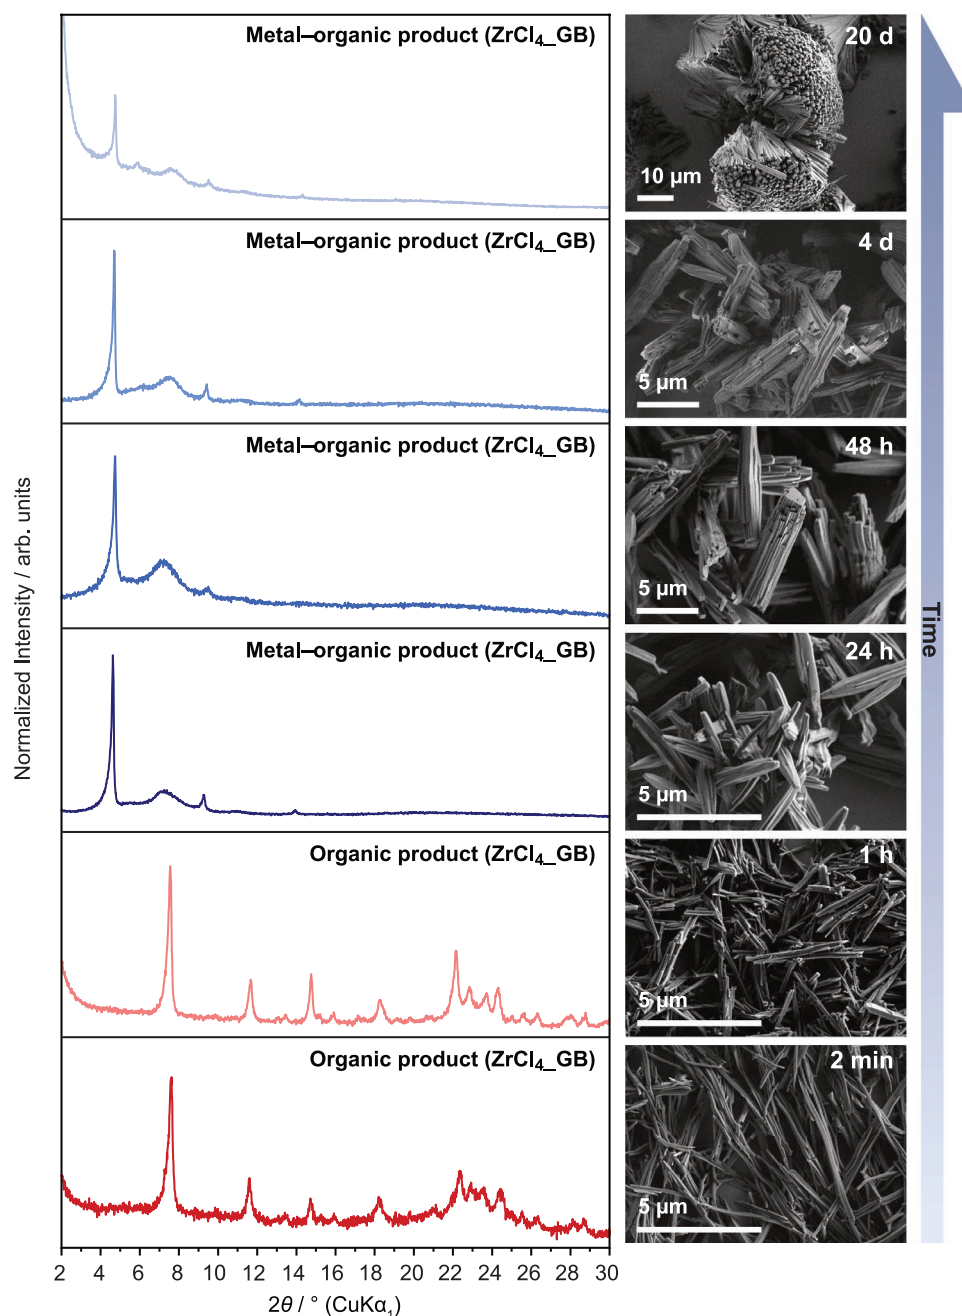 Metal–organic product (ZrCl₄_GB)
20 d
10 µm
Metal–organic product (ZrCl₄_GB)
4 d
5 µm
Metal–organic product (ZrCl₄_GB)
48 h
5 µm
Metal–organic product (ZrCl₄_GB)
24 h
5 µm
Organic product (ZrCl₄_GB)
1 h
5 µm
Organic product (ZrCl₄_GB)
2 min
5 µm
Normalized Intensity / arb. units
Time
2 4 6 8 10 12 14 16 18 20 22 24 26 28 30
2θ / ° (CuKα₁)